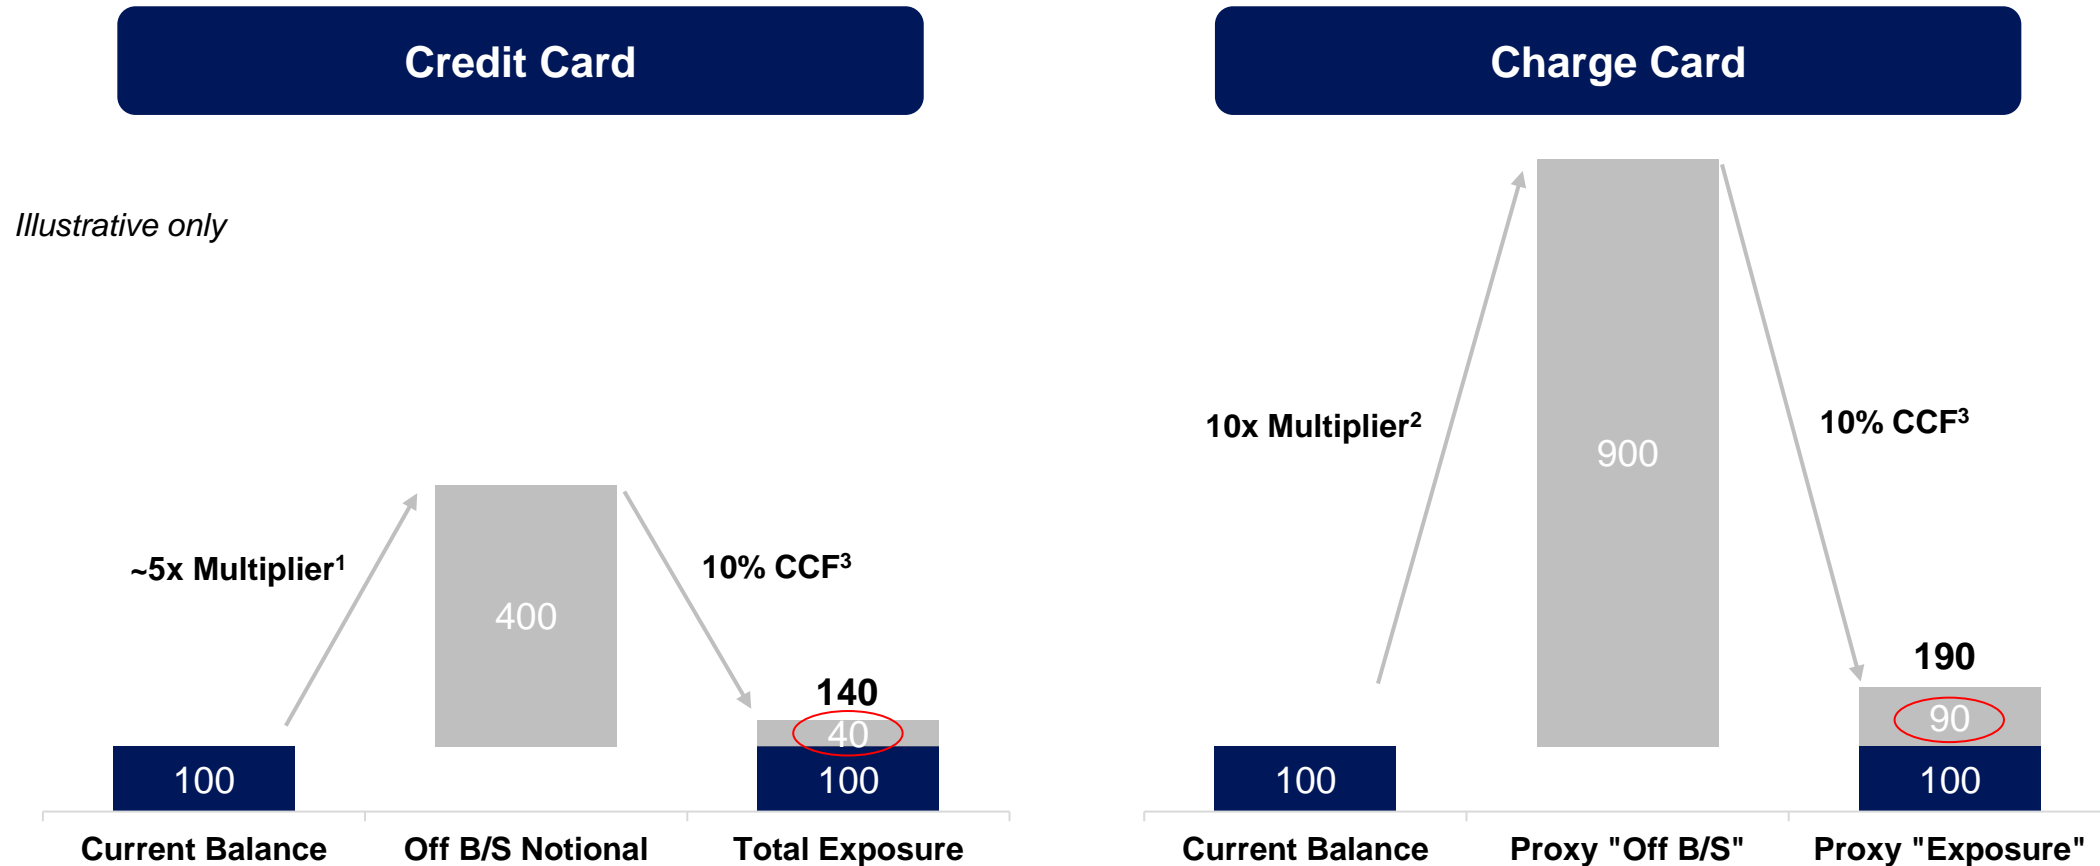 Credit Card
Illustrative only
~5x Multiplier1
10% CCF3
400
140
40
100
100
Current Balance
Off B/S Notional
Total Exposure
Charge Card
10x Multiplier2
10% CCF3
900
190
90
100
100
Current Balance
Proxy "Off B/S"
Proxy "Exposure"